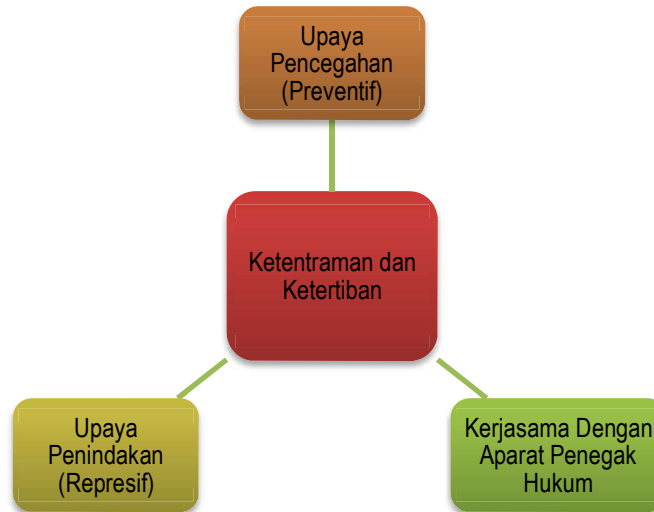 Upaya
Pencegahan
(Preventif)
Ketentraman dan
Ketertiban
Upaya
Penindakan
(Represif)
Kerjasama Dengan
Aparat Penegak
Hukum